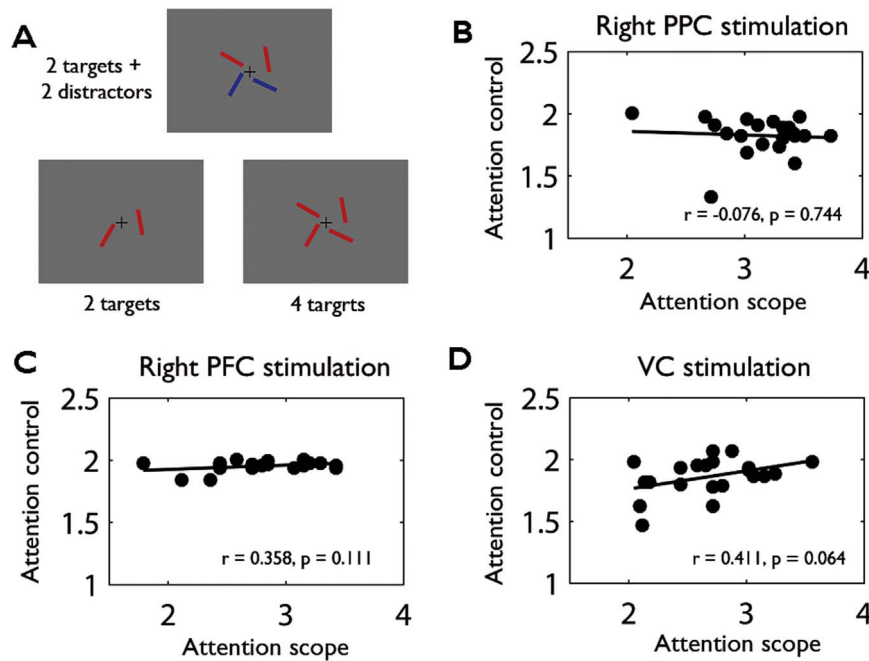 A
2 targets +
2 distractors
2 targets
4 targrts
B
Right PPC stimulation
Attention control
2.5
2
1.5
1
r = -0.076, p = 0.744
2 3 4
Attention scope
C
Right PFC stimulation
Attention control
2.5
2
1.5
1
r = 0.358, p = 0.111
2 3 4
Attention scope
D
VC stimulation
Attention control
2.5
2
1.5
1
r = 0.411, p = 0.064
2 3 4
Attention scope